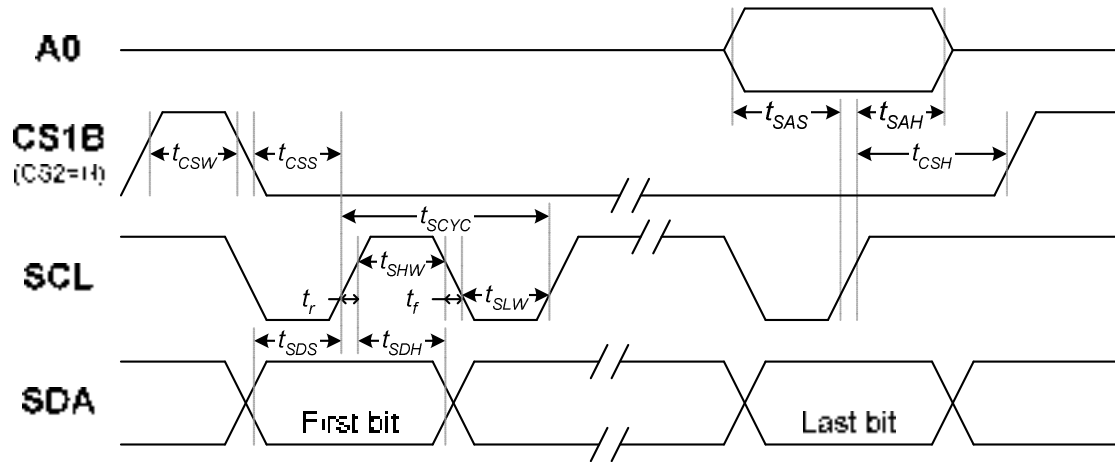 A0
tSAS
tSAH
CS1B
(CS2=H)
tCSW
tCSS
tCSH
tSCYC
SCL
tSHW
tr
tf
tSLW
tSDS
tSDH
SDA
First bit
Last bit